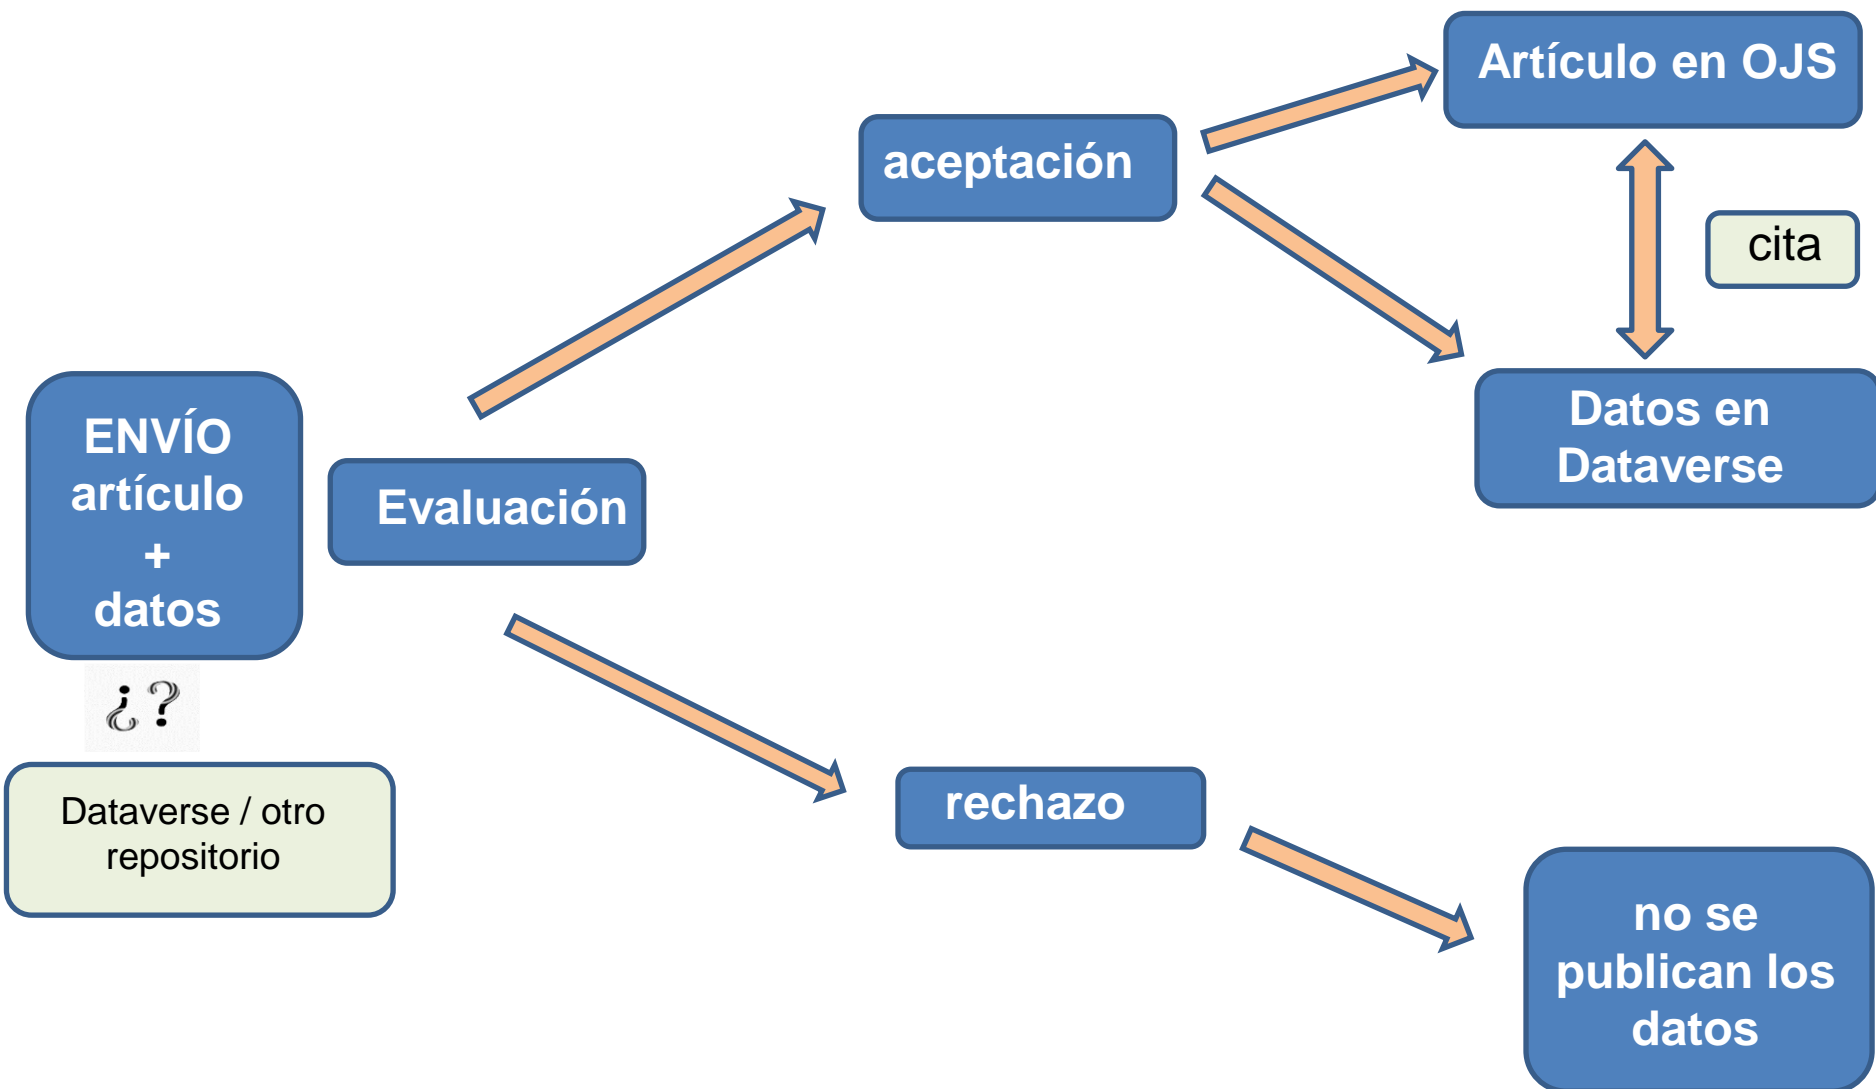 ENVÍO
artículo
+
datos
¿?
Dataverse / otro
repositorio
Evaluación
aceptación
Artículo en OJS
cita
Datos en
Dataverse
rechazo
no se
publican los
datos